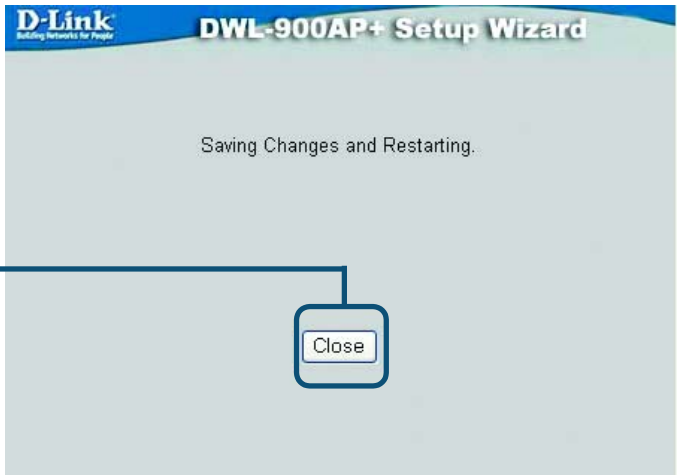 D-Link
Building Networks for People
DWL-900AP+ Setup Wizard
Saving Changes and Restarting.
Close